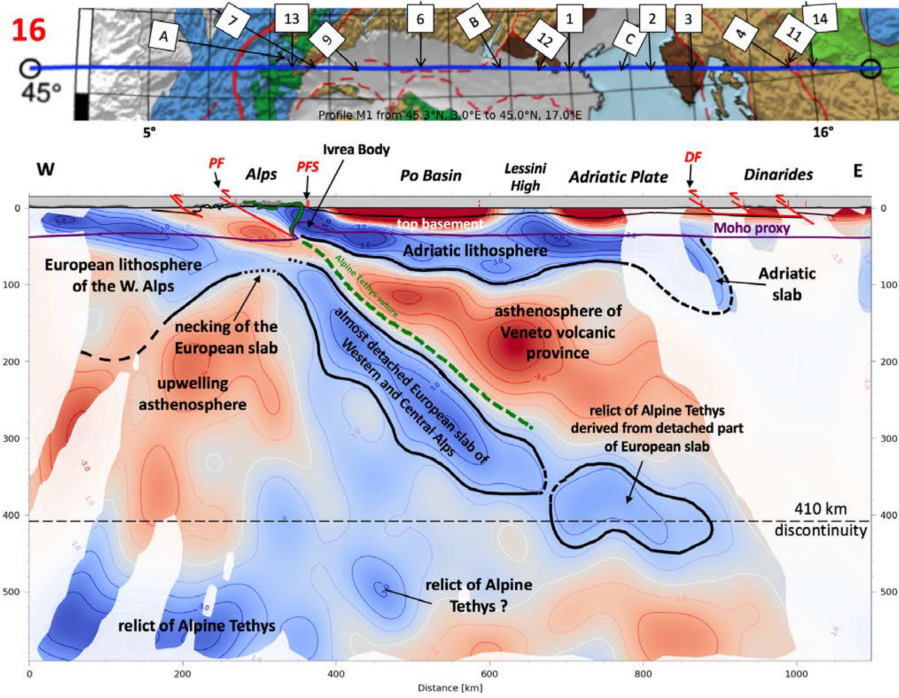 16
A
7
13
9
6
B
12
1
C
2
3
4
11
14
45°
Profile M1 from 45.3°N, 3.0°E to 45.0°N, 17.0°E
5°
16°
W
PF
Alps
PFS
Ivrea Body
Po Basin
Lessini
High
Adriatic Plate
DF
Dinarides
E
0
0
top basement
Moho proxy
Adriatic lithosphere
European lithosphere
of the W. Alps
Alpine Tethys suture
Adriatic
slab
100
100
necking of the
European slab
asthenosphere of
Veneto volcanic
province
almost detached European slab of
Western and Central
Alps
upwelling
asthenosphere
200
200
relict of Alpine Tethys
derived from detached part
of European slab
300
300
400
400
410 km
discontinuity
500
500
relict of Alpine
Tethys ?
relict of Alpine Tethys
0
200
400
600
800
1000
Distance [km]